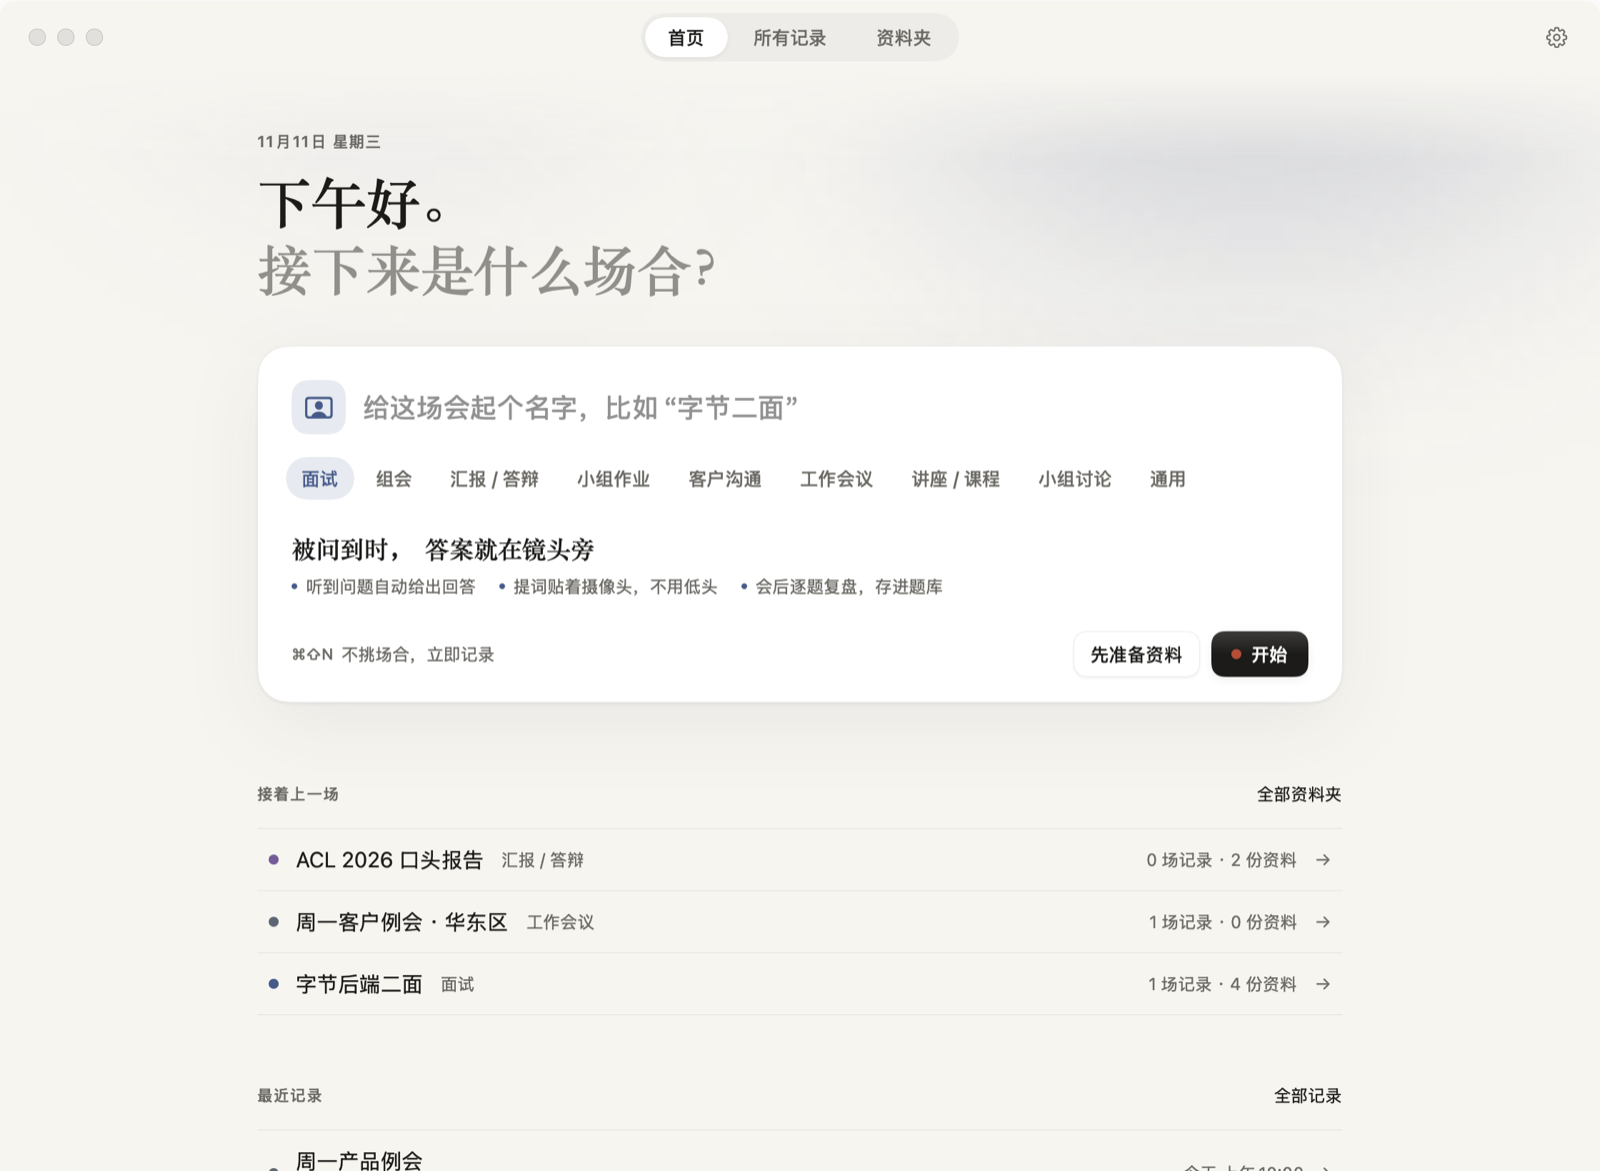 首页 所有记录 资料夹
11月11日 星期三
下午好。
接下来是什么场合?
给这场会起个名字，比如“字节二面”
面试 组会 汇报 / 答辩 小组作业 客户沟通 工作会议 讲座 / 课程 小组讨论 通用
被问到时， 答案就在镜头旁
• 听到问题自动给出回答 • 提词贴着摄像头，不用低头 • 会后逐题复盘，存进题库
⌘⇧N 不挑场合，立即记录 先准备资料 开始
接着上一场 全部资料夹
ACL 2026 口头报告 汇报 / 答辩 0 场记录 · 2 份资料 →
周一客户例会 · 华东区 工作会议 1 场记录 · 0 份资料 →
字节后端二面 面试 1 场记录 · 4 份资料 →
最近记录 全部记录
周一产品例会